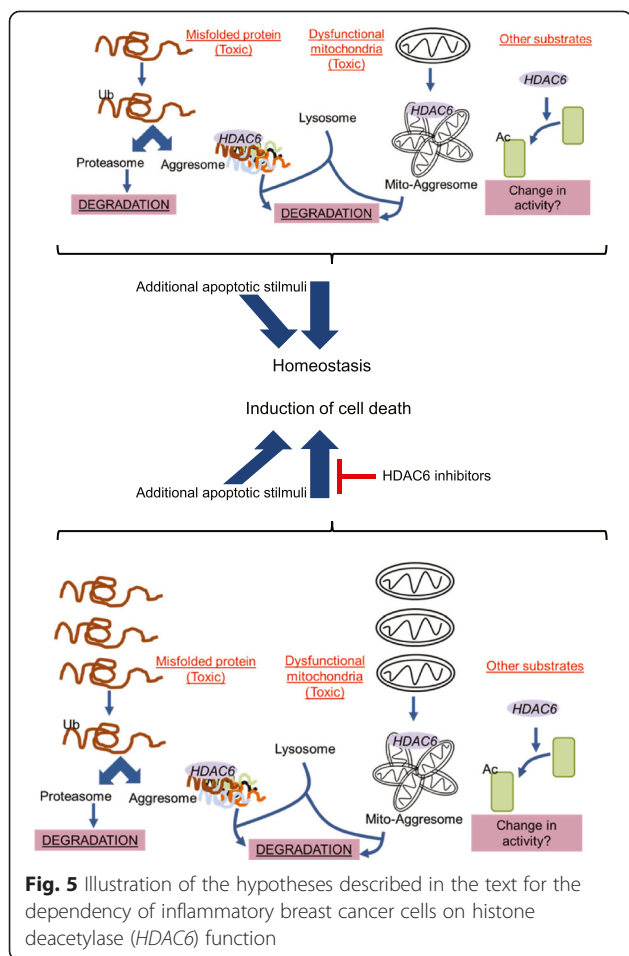 Misfolded protein
(Toxic)
Dysfunctional
mitochondria
(Toxic)
Other substrates
Ub
HDAC6
HDAC6
HDAC6
Lysosome
Ac
Proteasome
Aggresome
Mito-Aggresome
DEGRADATION
DEGRADATION
Change in
activity?
Additional apoptotic stilmuli
Homeostasis
Induction of cell death
HDAC6 inhibitors
Additional apoptotic stilmuli
Misfolded protein
(Toxic)
Dysfunctional
mitochondria
(Toxic)
Other substrates
Ub
HDAC6
HDAC6
HDAC6
Lysosome
Ac
Proteasome
Aggresome
Mito-Aggresome
DEGRADATION
DEGRADATION
Change in
activity?
Fig. 5 Illustration of the hypotheses described in the text for the
dependency of inflammatory breast cancer cells on histone
deacetylase (HDAC6) function